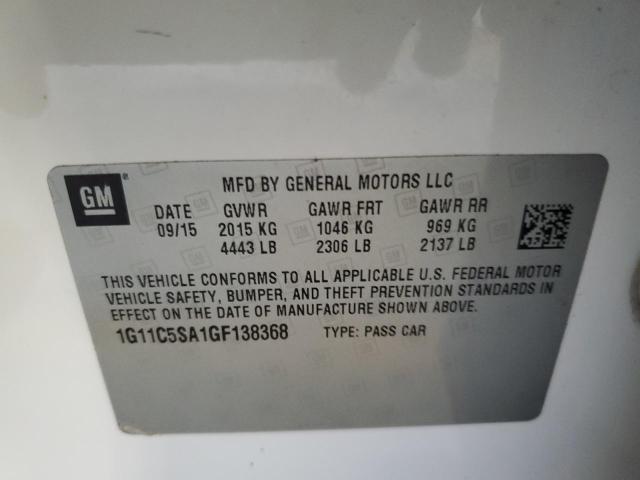 GM
MFD BY GENERAL MOTORS LLC
DATE GVWR GAWR FRT GAWR RR
09/15 2015 KG 1046 KG 969 KG
4443 LB 2306 LB 2137 LB
THIS VEHICLE CONFORMS TO ALL APPLICABLE U.S. FEDERAL MOTOR
VEHICLE SAFETY, BUMPER, AND THEFT PREVENTION STANDARDS IN
EFFECT ON THE DATE OF MANUFACTURE SHOWN ABOVE.
1G11C5SA1GF138368 TYPE: PASS CAR